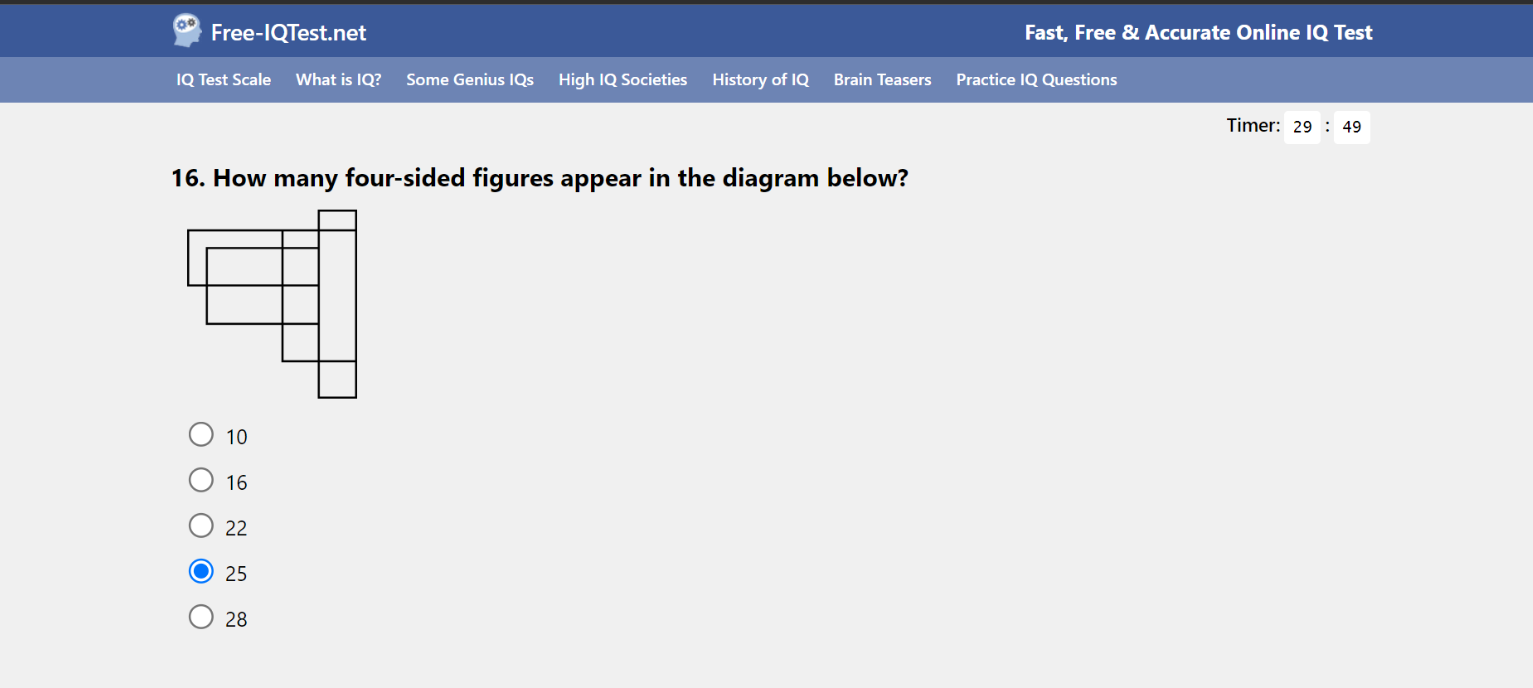 Free-IQTest.net
Fast, Free & Accurate Online IQ Test
IQ Test Scale What is IQ? Some Genius IQs High IQ Societies History of IQ Brain Teasers Practice IQ Questions
Timer: 29 : 49
16. How many four-sided figures appear in the diagram below?
10
16
22
25
28